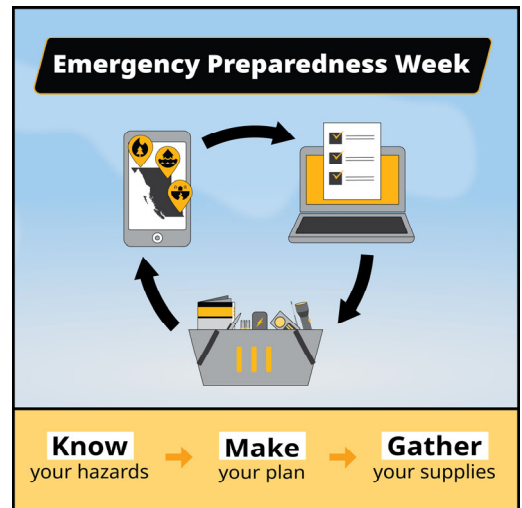 Emergency Preparedness Week
Know
your hazards
Make
your plan
Gather
your supplies